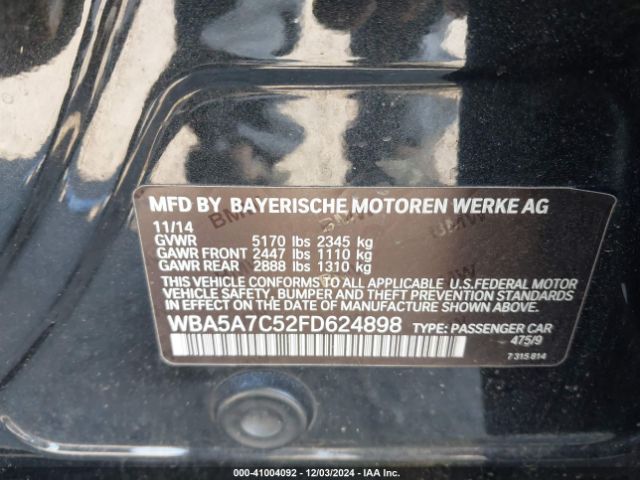 MFD BY BAYERISCHE MOTOREN WERKE AG
11/14
GVWR 5170 lbs 2345 kg
GAWR FRONT 2447 lbs 1110 kg
GAWR REAR 2888 lbs 1310 kg
THIS VEHICLE CONFORMS TO ALL APPLICABLE U.S.FEDERAL MOTOR
VEHICLE SAFETY, BUMPER AND THEFT PREVENTION STANDARDS
IN EFFECT ON THE DATE OF MANUFACTURE SHOWN ABOVE.
WBA5A7C52FD624898 TYPE: PASSENGER CAR
475/9
7 315 814
000-41004092 - 12/03/2024 - IAA Inc.